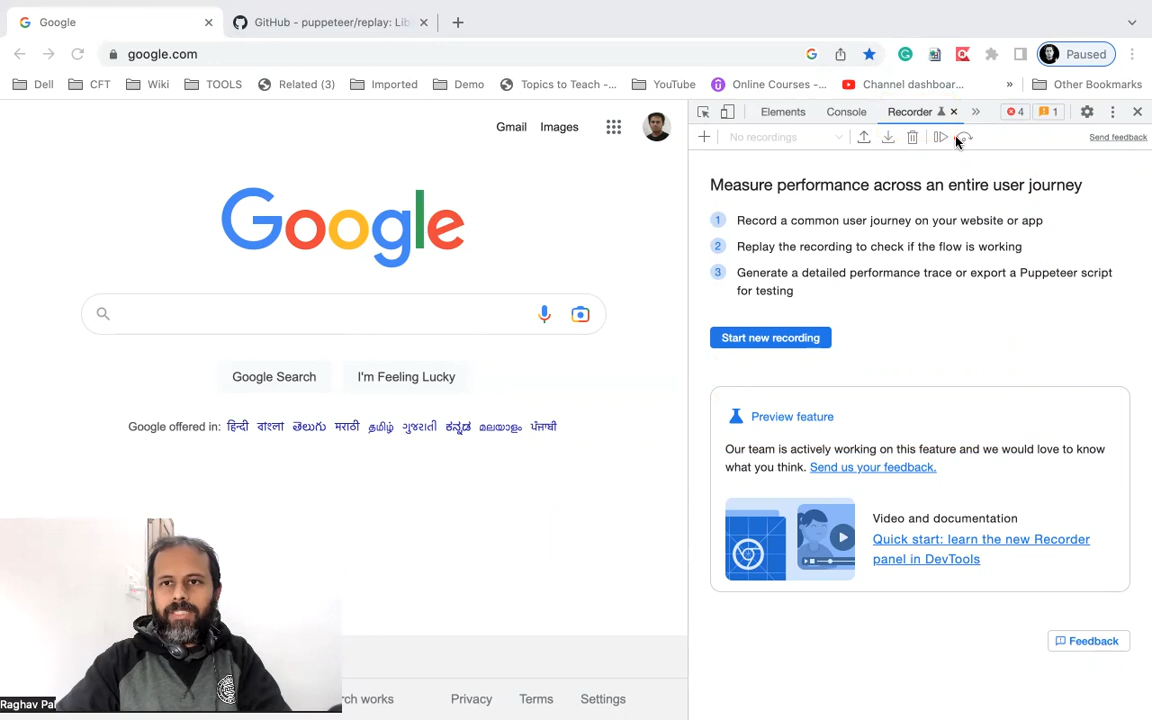 Google
GitHub - puppeteer/replay: Lib
google.com
Paused
Dell
CFT
Wiki
TOOLS
Related (3)
Imported
Demo
Topics to Teach -...
YouTube
Online Courses -...
Channel dashboar...
»
Other Bookmarks
Elements
Console
Recorder
»
4
1
No recordings
Send feedback
Gmail
Images
Google
Google Search
I'm Feeling Lucky
Google offered in: हिन्दी বাংলা తెలుగు मराठी தமிழ் ગુજરાતી ಕನ್ನಡ മലയാളം ਪੰਜਾਬੀ
Measure performance across an entire user journey
1 Record a common user journey on your website or app
2 Replay the recording to check if the flow is working
3 Generate a detailed performance trace or export a Puppeteer script
for testing
Start new recording
Preview feature
Our team is actively working on this feature and we would love to know
what you think. Send us your feedback.
Video and documentation
Quick start: learn the new Recorder
panel in DevTools
Feedback
Raghav Pal
rch works
Privacy
Terms
Settings